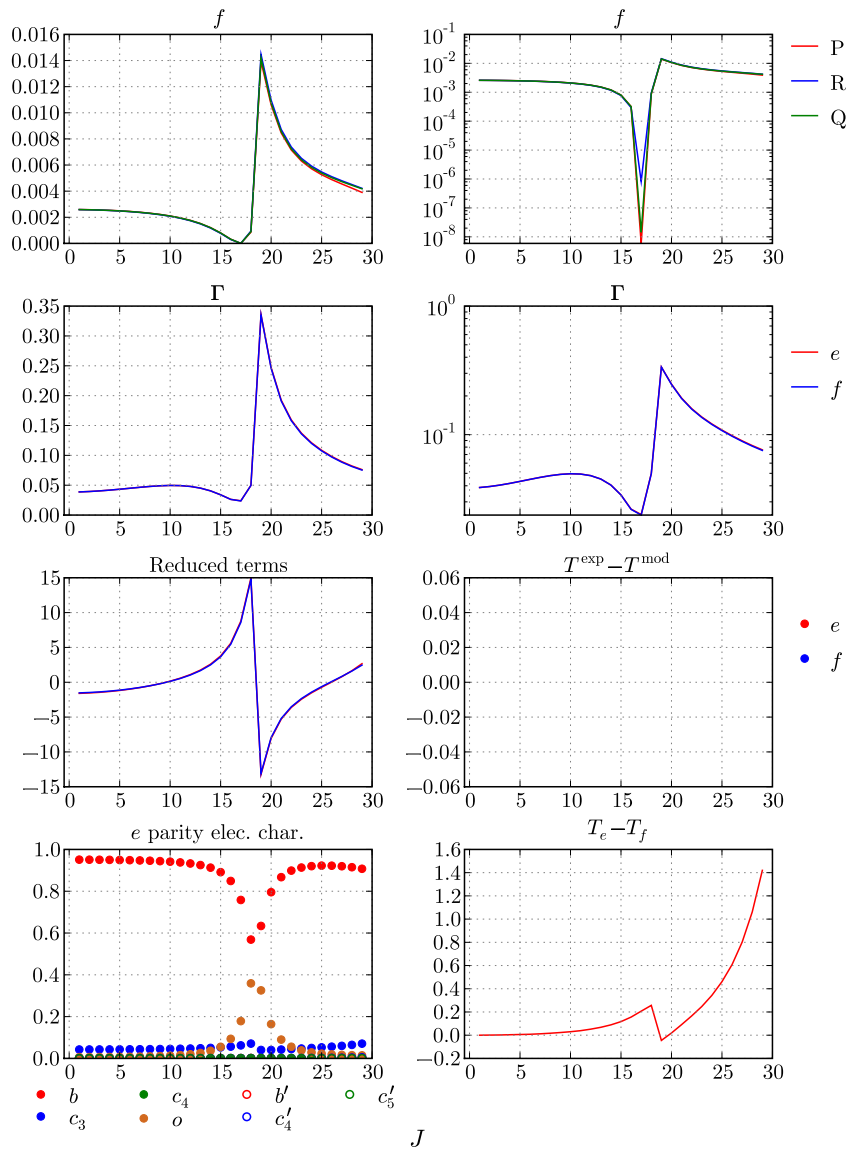 f f
0.016 0.014 0.012 0.010 0.008 0.006 0.004 0.002 0.000
0 5 10 15 20 25 30
10⁻¹ 10⁻² 10⁻³ 10⁻⁴ 10⁻⁵ 10⁻⁶ 10⁻⁷ 10⁻⁸
0 5 10 15 20 25 30
P
R
Q
Γ Γ
0.35 0.30 0.25 0.20 0.15 0.10 0.05 0.00
0 5 10 15 20 25 30
10⁰ 10⁻¹
0 5 10 15 20 25 30
e
f
Reduced terms T^exp−T^mod
15 10 5 0 −5 −10 −15
0 5 10 15 20 25 30
0.06 0.04 0.02 0.00 −0.02 −0.04 −0.06
0 5 10 15 20 25 30
e
f
e parity elec. char. T_e−T_f
1.0 0.8 0.6 0.4 0.2 0.0
0 5 10 15 20 25 30
1.6 1.4 1.2 1.0 0.8 0.6 0.4 0.2 0.0 −0.2
0 5 10 15 20 25 30
b c₄ b′ c₅′
c₃ o c₄′
J